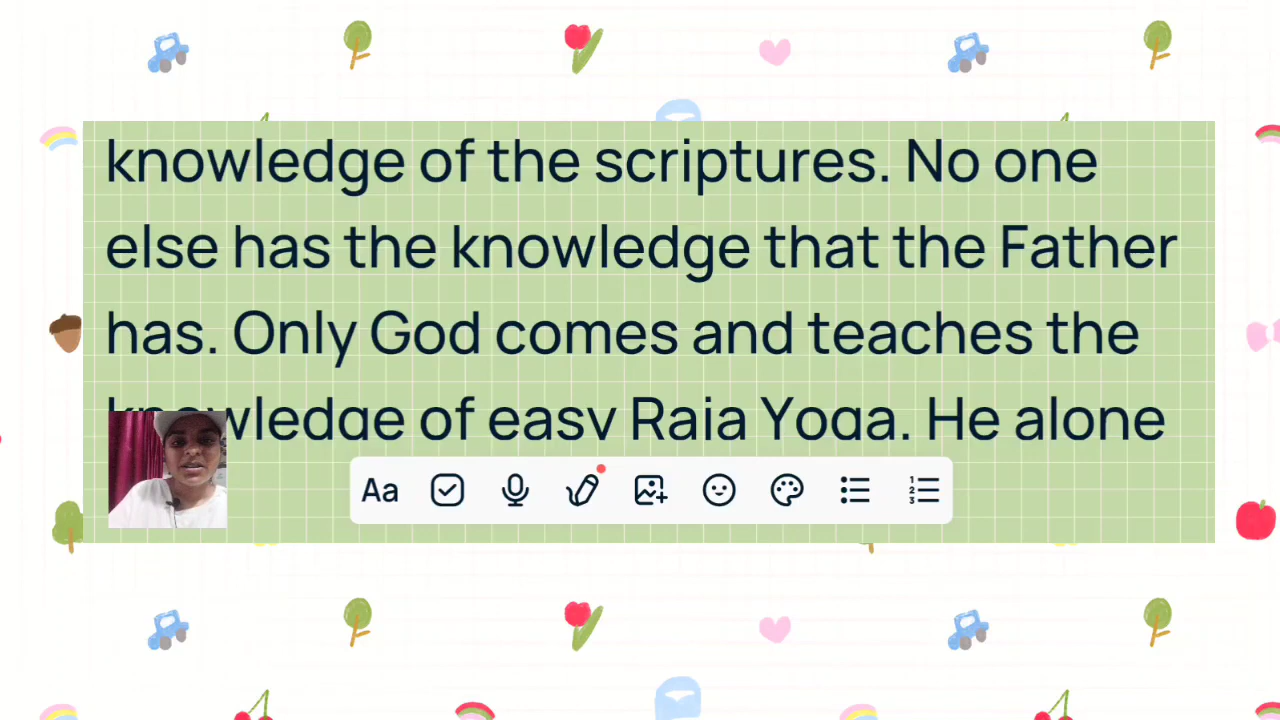 knowledge of the scriptures. No one
else has the knowledge that the Father
has. Only God comes and teaches the
knowledge of easy Raja Yoga. He alone
Aa